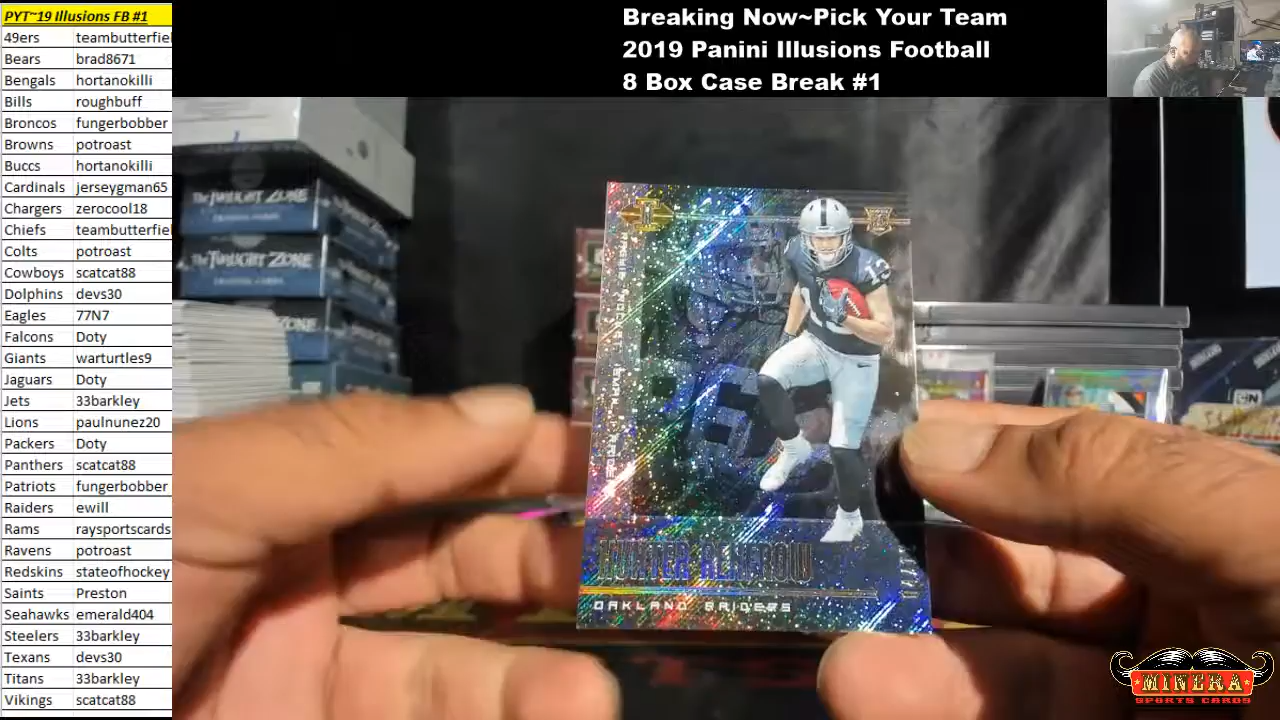 PYT~19 Illusions FB #1
49ers teambutterfiel
Bears brad8671
Bengals hortanokilli
Bills roughbuff
Broncos fungerbobber
Browns potroast
Buccs hortanokilli
Cardinals jerseygman65
Chargers zerocool18
Chiefs teambutterfiel
Colts potroast
Cowboys scatcat88
Dolphins devs30
Eagles 77N7
Falcons Doty
Giants warturtles9
Jaguars Doty
Jets 33barkley
Lions paulnunez20
Packers Doty
Panthers scatcat88
Patriots fungerbobber
Raiders ewill
Rams raysportscards
Ravens potroast
Redskins stateofhockey
Saints Preston
Seahawks emerald404
Steelers 33barkley
Texans devs30
Titans 33barkley
Vikings scatcat88
Breaking Now~Pick Your Team
2019 Panini Illusions Football
8 Box Case Break #1
The TWILIGHT ZONE
The TWILIGHT ZONE
13
HUNTER RENFROW
OAKLAND RAIDERS
CN
MINERA
SPORTS CARDS